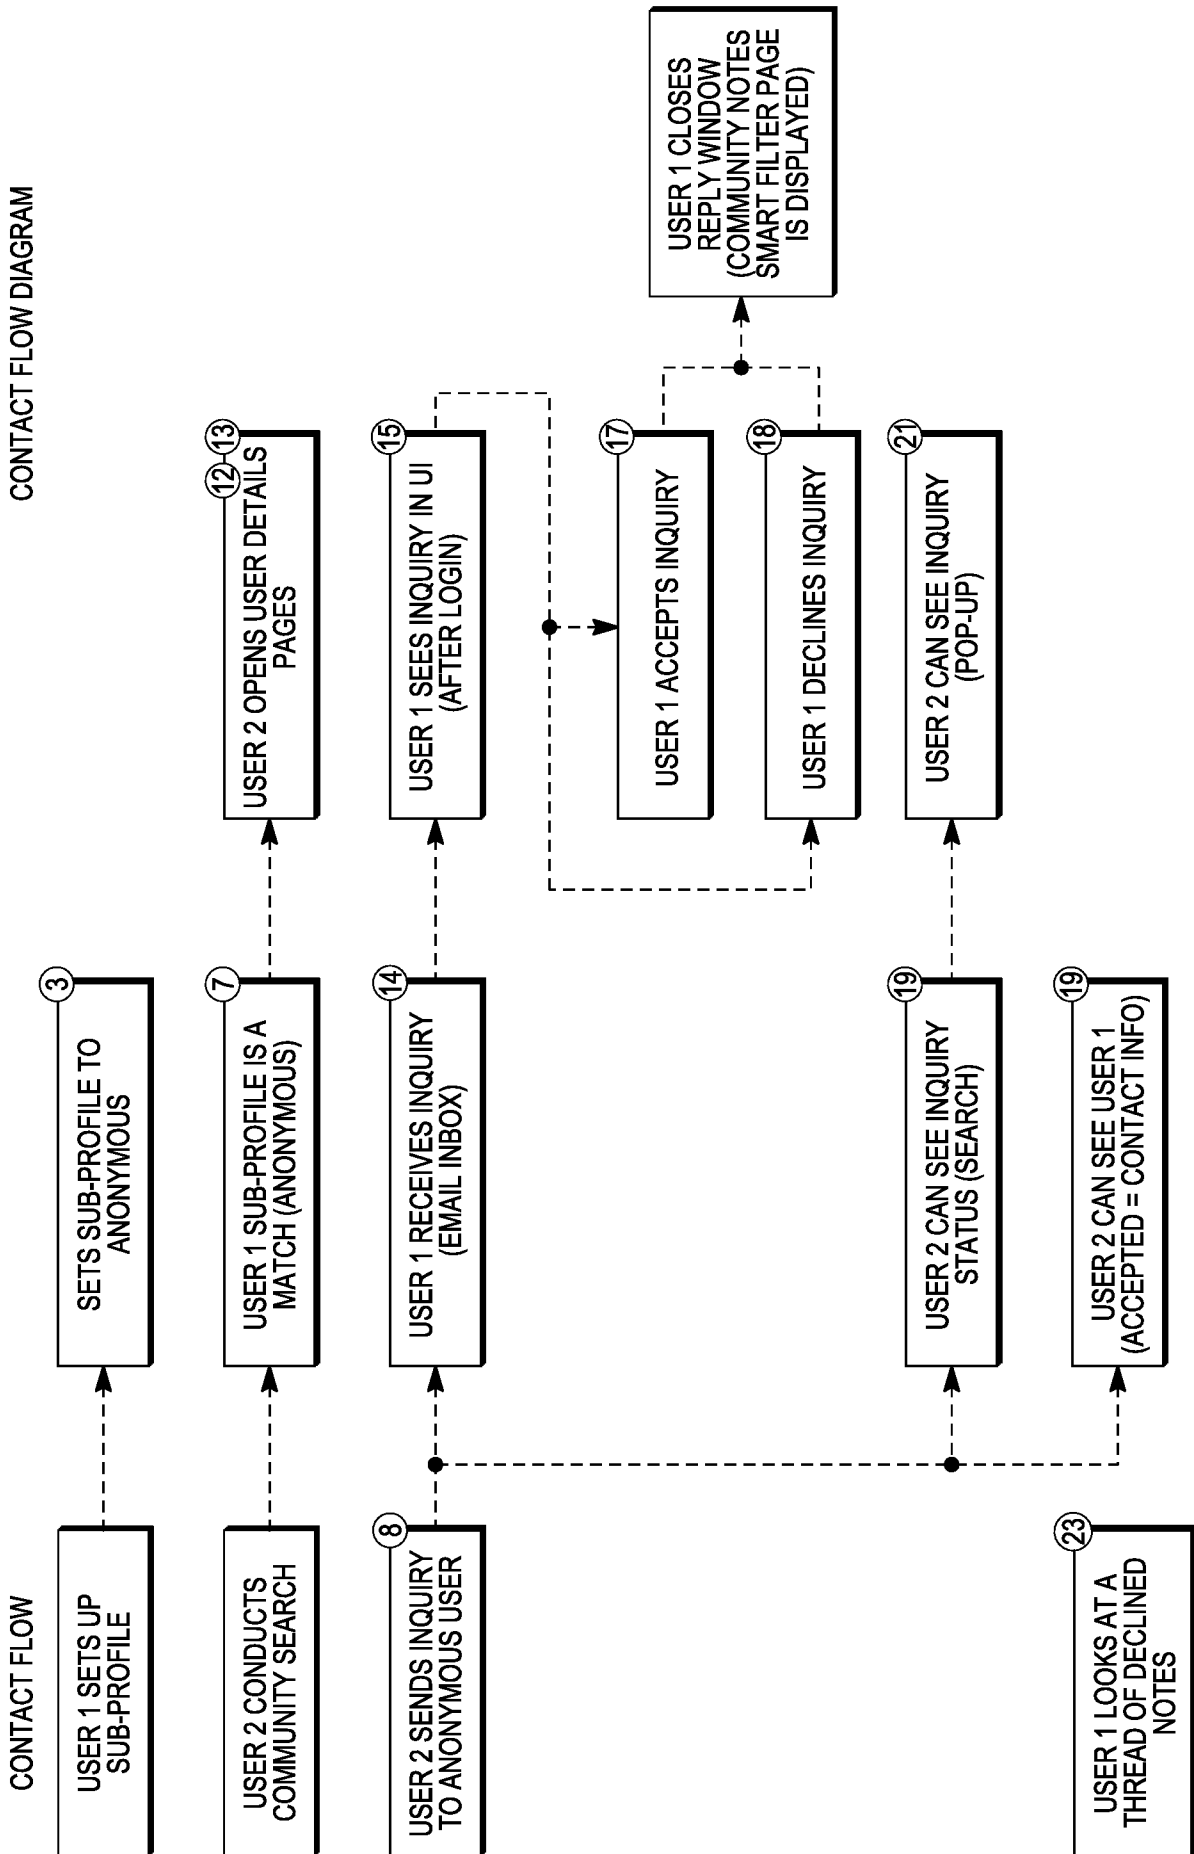 CONTACT FLOW DIAGRAM
CONTACT FLOW
USER 1 SETS UP
SUB-PROFILE
3
SETS SUB-PROFILE TO
ANONYMOUS
USER 2 CONDUCTS
COMMUNITY SEARCH
7
USER 1 SUB-PROFILE IS A
MATCH (ANONYMOUS)
12
13
USER 2 OPENS USER DETAILS
PAGES
8
USER 2 SENDS INQUIRY
TO ANONYMOUS USER
14
USER 1 RECEIVES INQUIRY
(EMAIL INBOX)
15
USER 1 SEES INQUIRY IN UI
(AFTER LOGIN)
17
USER 1 ACCEPTS INQUIRY
18
USER 1 DECLINES INQUIRY
USER 1 CLOSES
REPLY WINDOW
(COMMUNITY NOTES
SMART FILTER PAGE
IS DISPLAYED)
19
USER 2 CAN SEE INQUIRY
STATUS (SEARCH)
21
USER 2 CAN SEE INQUIRY
(POP-UP)
19
USER 2 CAN SEE USER 1
(ACCEPTED = CONTACT INFO)
23
USER 1 LOOKS AT A
THREAD OF DECLINED
NOTES